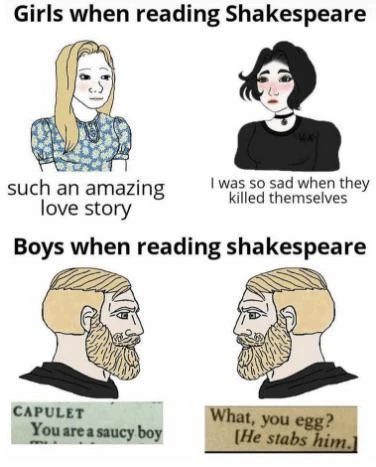 Girls when reading Shakespeare
such an amazing
love story
I was so sad when they
killed themselves
Boys when reading shakespeare
CAPULET
You are a saucy boy
What, you egg?
[He stabs him.]